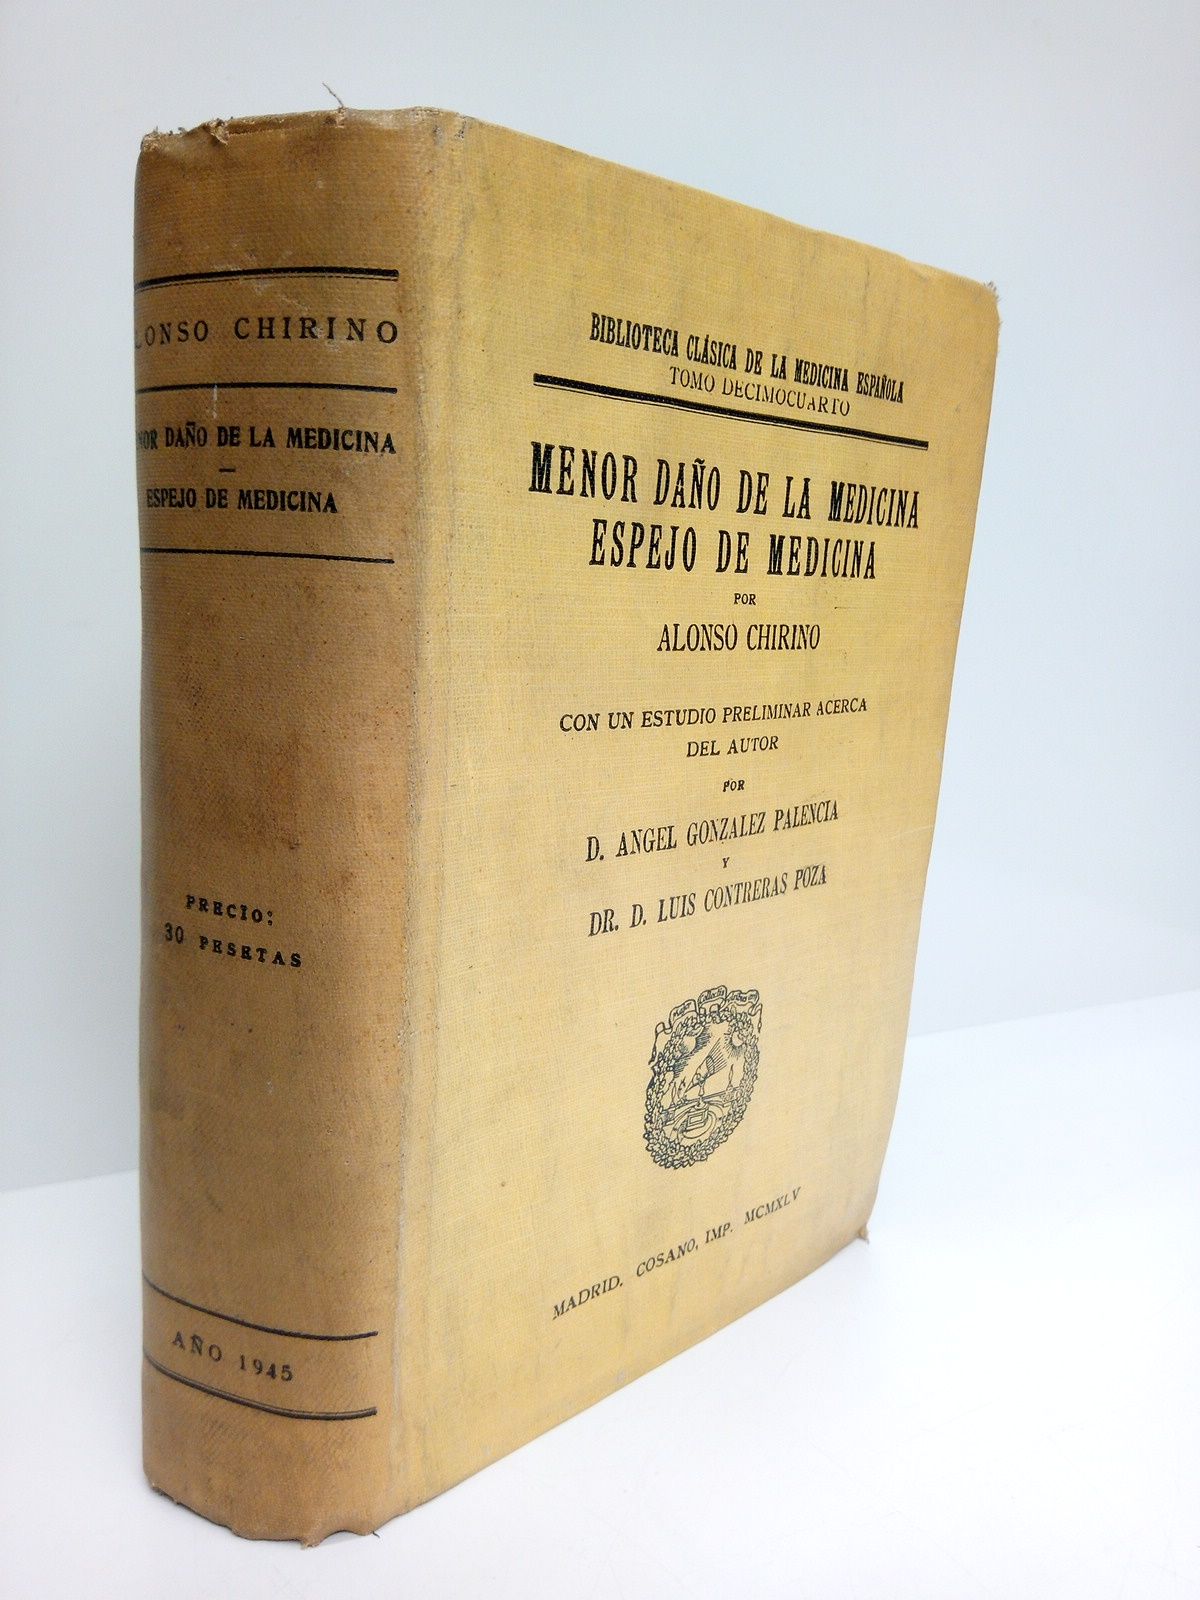 CHIRINO
DAÑO DE LA MEDICINA
—
ESPEJO DE MEDICINA
PRECIO:
30 PESETAS
AÑO 1945
BIBLIOTECA CLÁSICA DE LA MEDICINA ESPAÑOLA
TOMO DECIMOCUARTO
MENOR DAÑO DE LA MEDICINA
ESPEJO DE MEDICINA
POR
ALONSO CHIRINO
CON UN ESTUDIO PRELIMINAR ACERCA
DEL AUTOR
POR
D. ANGEL GONZALEZ PALENCIA
Y
DR. D. LUIS CONTRERAS POZA
MADRID. COSANO, IMP. MCMXLV